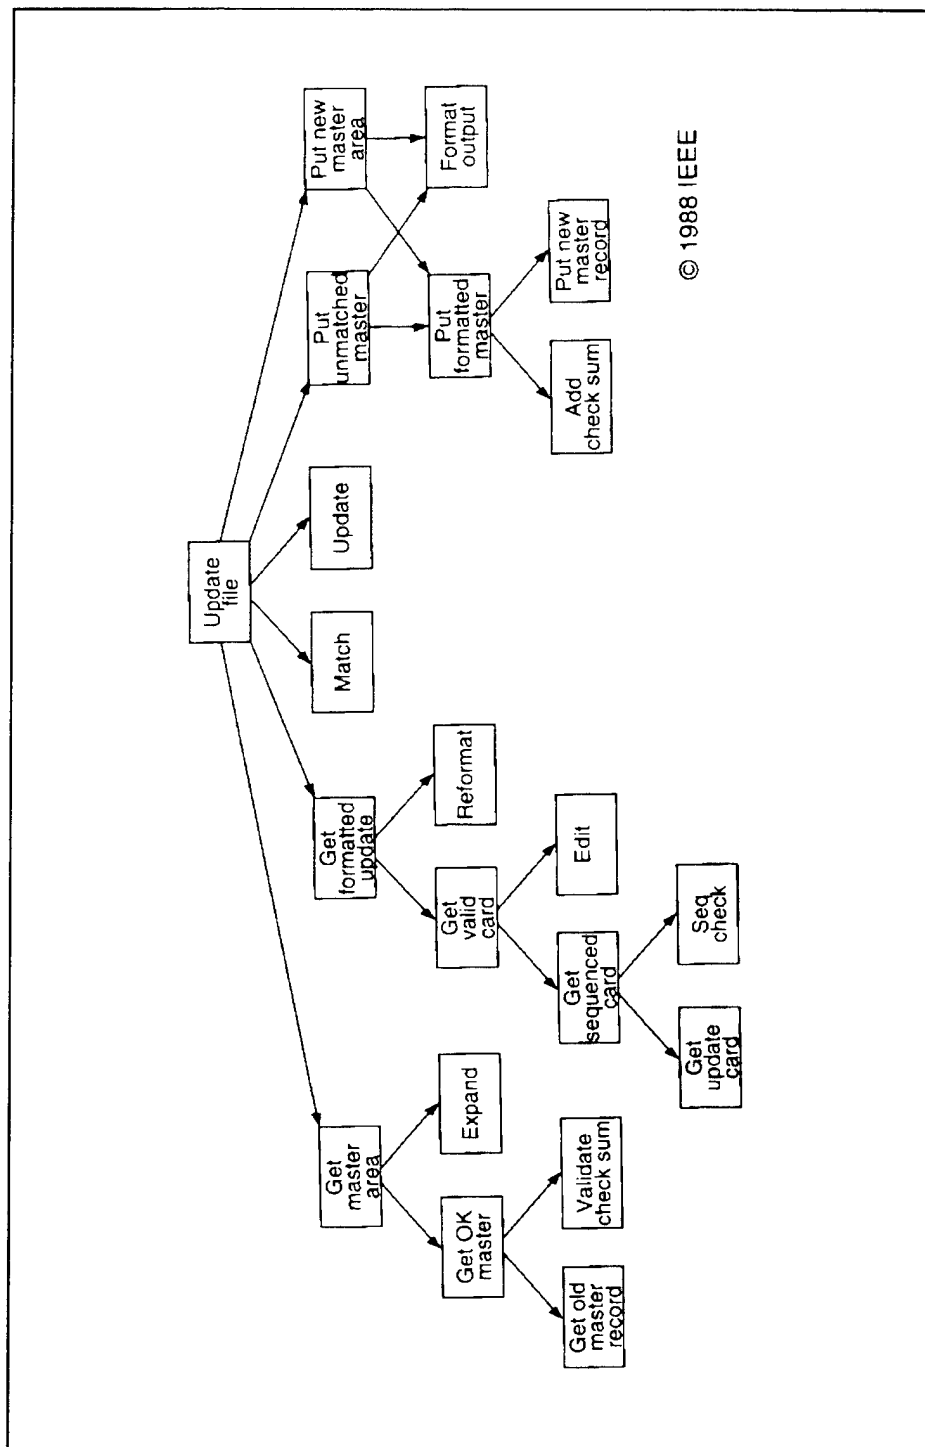 Update
file
Get
master
area
Get
formatted
update
Match
Update
Put
unmatched
master
Put new
master
area
Get OK
master
Expand
Get
valid
card
Reformat
Put
formatted
master
Format
output
Get old
master
record
Validate
check sum
Get
sequenced
card
Edit
Add
check sum
Put new
master
record
Get
update
card
Seq
check
© 1988 IEEE